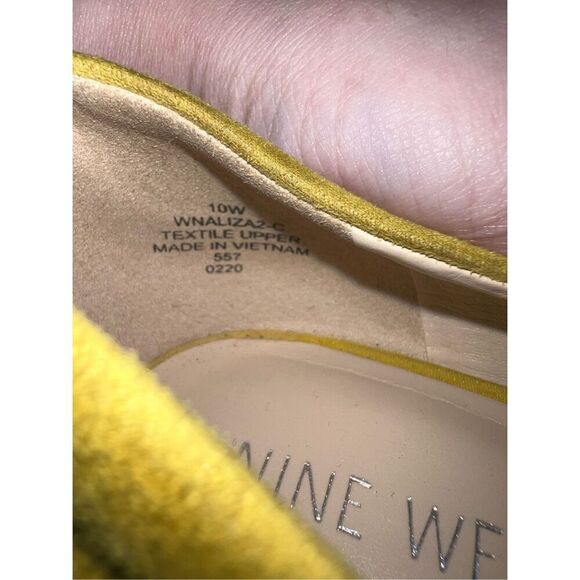 10W
WNALIZA2-C
TEXTILE UPPER
MADE IN VIETNAM
557
0220
NINE WE